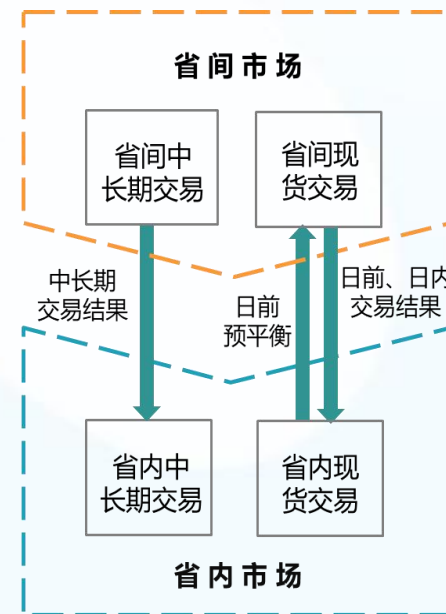 省间市场
省间中
长期交易
省间现
货交易
中长期
交易结果
日前
预平衡
日前、日内
交易结果
省内中
长期交易
省内现
货交易
省内市场